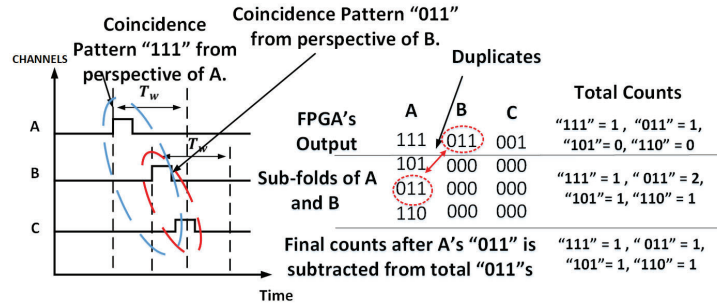 Coincidence
Pattern “111” from
perspective of A.
Coincidence Pattern “011”
from perspective of B.
CHANNELS
A
B
C
T_w
T_w
Time
Duplicates
A B C
Total Counts
FPGA’s
Output
111 011 001
“111” = 1 , “011” = 1,
“101”= 0, “110” = 0
Sub-folds of A
and B
101 000 000
011 000 000
110 000 000
“111” = 1 , “ 011” = 2,
“101”= 1, “110” = 1
Final counts after A’s “011” is
subtracted from total “011”s
“111” = 1 , “ 011” = 1,
“101”= 1, “110” = 1